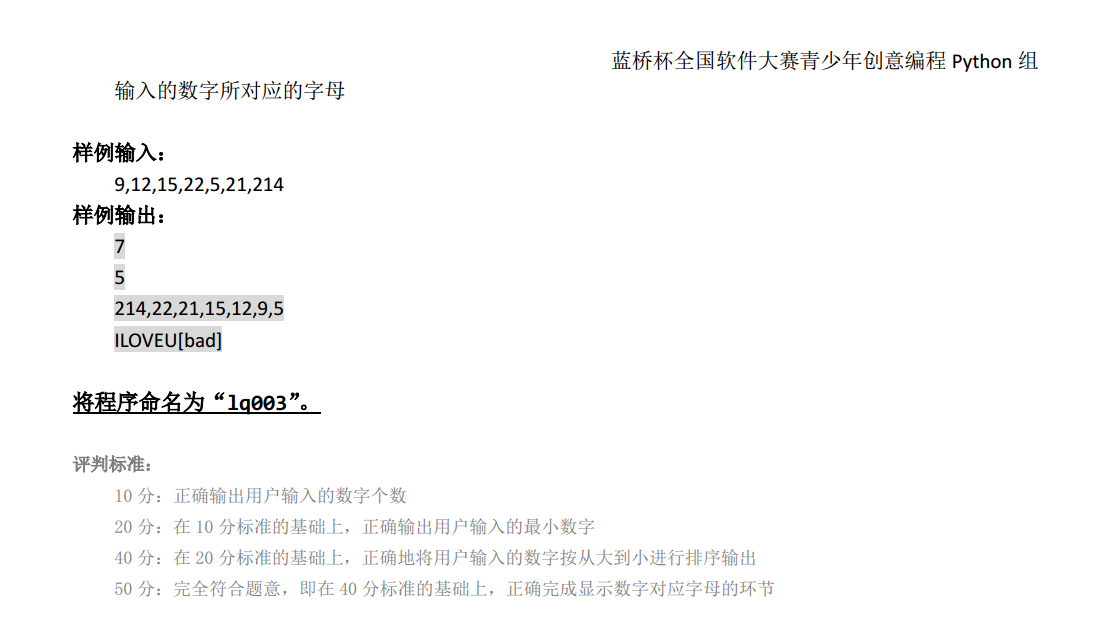 蓝桥杯全国软件大赛青少年创意编程 Python 组
输入的数字所对应的字母
样例输入：
9,12,15,22,5,21,214
样例输出：
7
5
214,22,21,15,12,9,5
ILOVEU[bad]
将程序命名为“lq003”。
评判标准：
10 分：正确输出用户输入的数字个数
20 分：在 10 分标准的基础上，正确输出用户输入的最小数字
40 分：在 20 分标准的基础上，正确地将用户输入的数字按从大到小进行排序输出
50 分：完全符合题意，即在 40 分标准的基础上，正确完成显示数字对应字母的环节